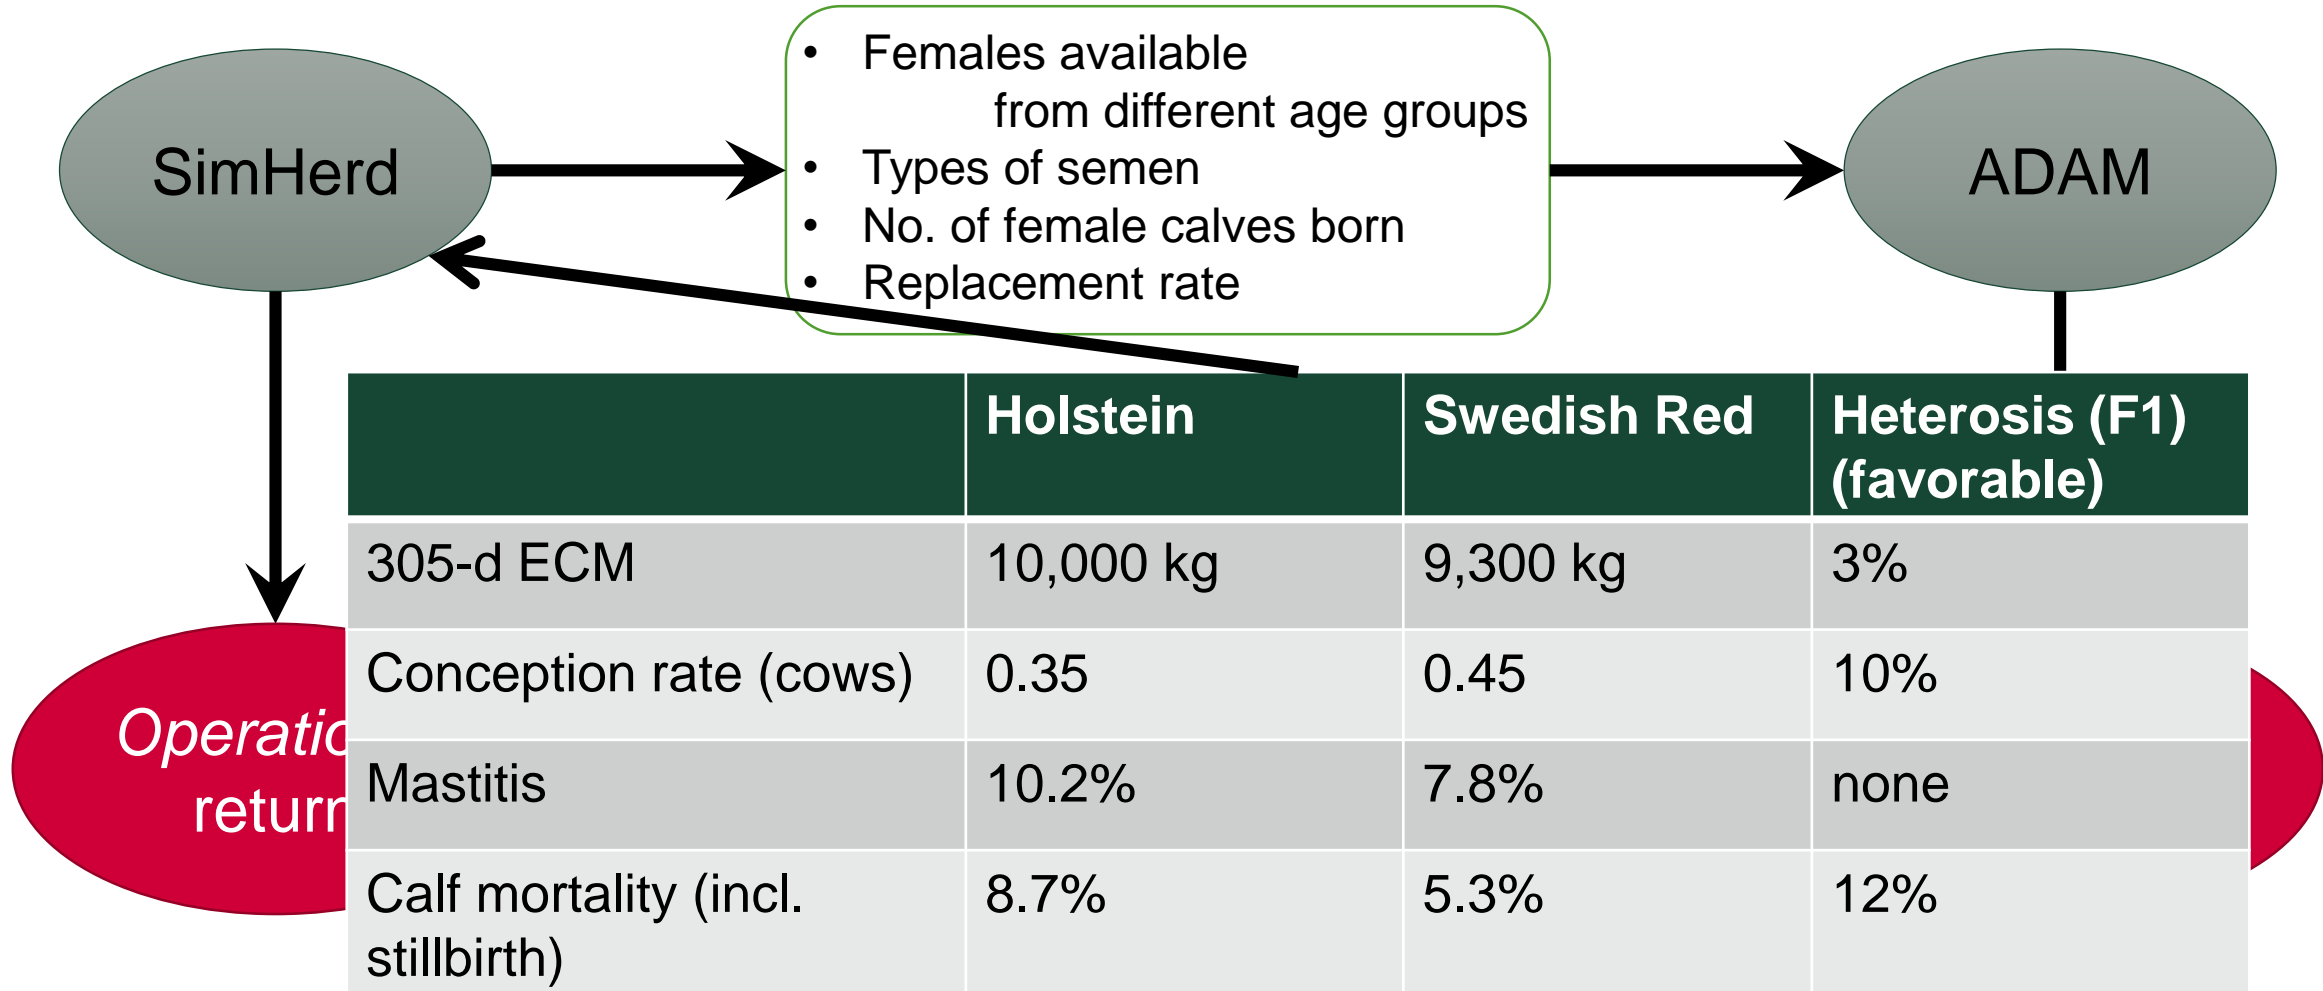 SimHerd
• Females available
from different age groups
• Types of semen
• No. of female calves born
• Replacement rate
ADAM
Holstein
Swedish Red
Heterosis (F1)
(favorable)
305-d ECM
10,000 kg
9,300 kg
3%
Conception rate (cows)
0.35
0.45
10%
Mastitis
10.2%
7.8%
none
Calf mortality (incl.
stillbirth)
8.7%
5.3%
12%
return